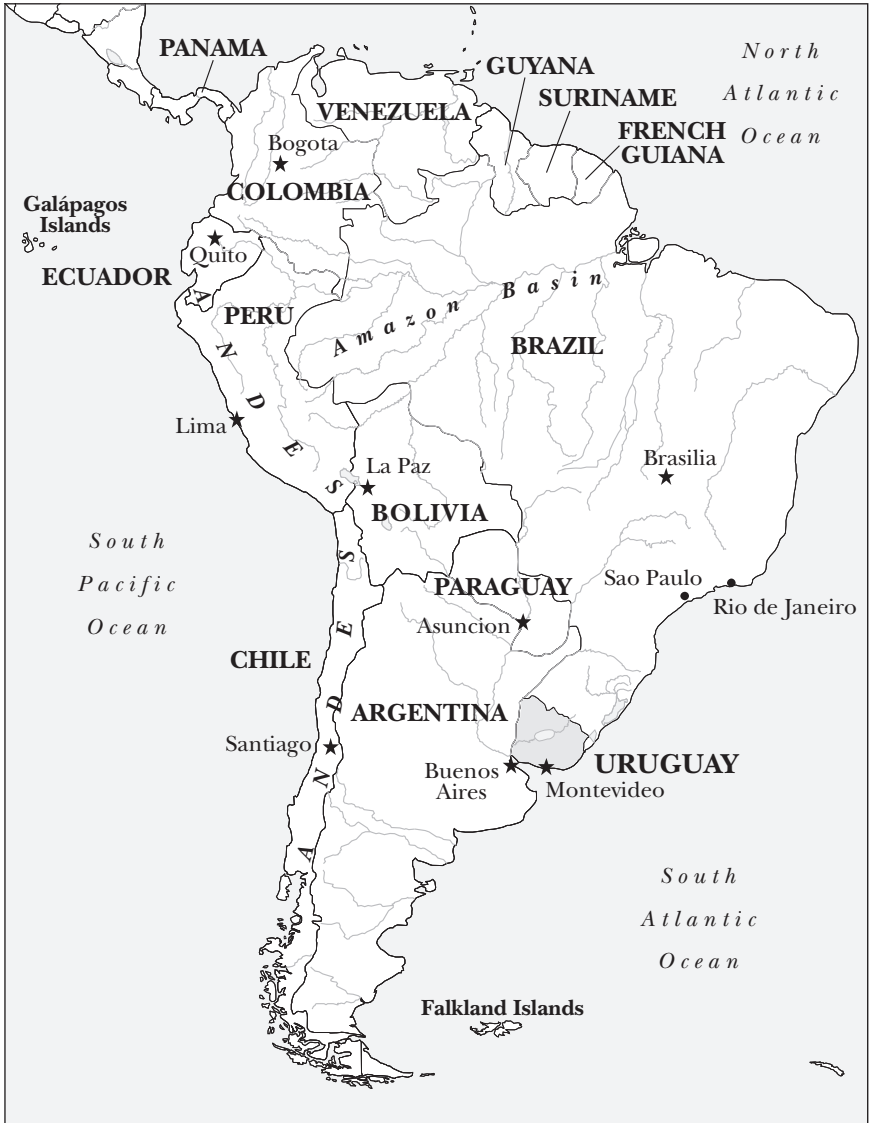 PANAMA
North
Atlantic
Ocean
GUYANA
SURINAME
FRENCH
GUIANA
VENEZUELA
Bogota
COLOMBIA
Galápagos
Islands
Quito
ECUADOR
PERU
Amazon Basin
BRAZIL
ANDES
Lima
La Paz
Brasilia
BOLIVIA
South
Pacific
Ocean
PARAGUAY
Sao Paulo
Rio de Janeiro
Asuncion
CHILE
ANDES
ARGENTINA
Santiago
URUGUAY
Buenos
Aires
Montevideo
South
Atlantic
Ocean
Falkland Islands